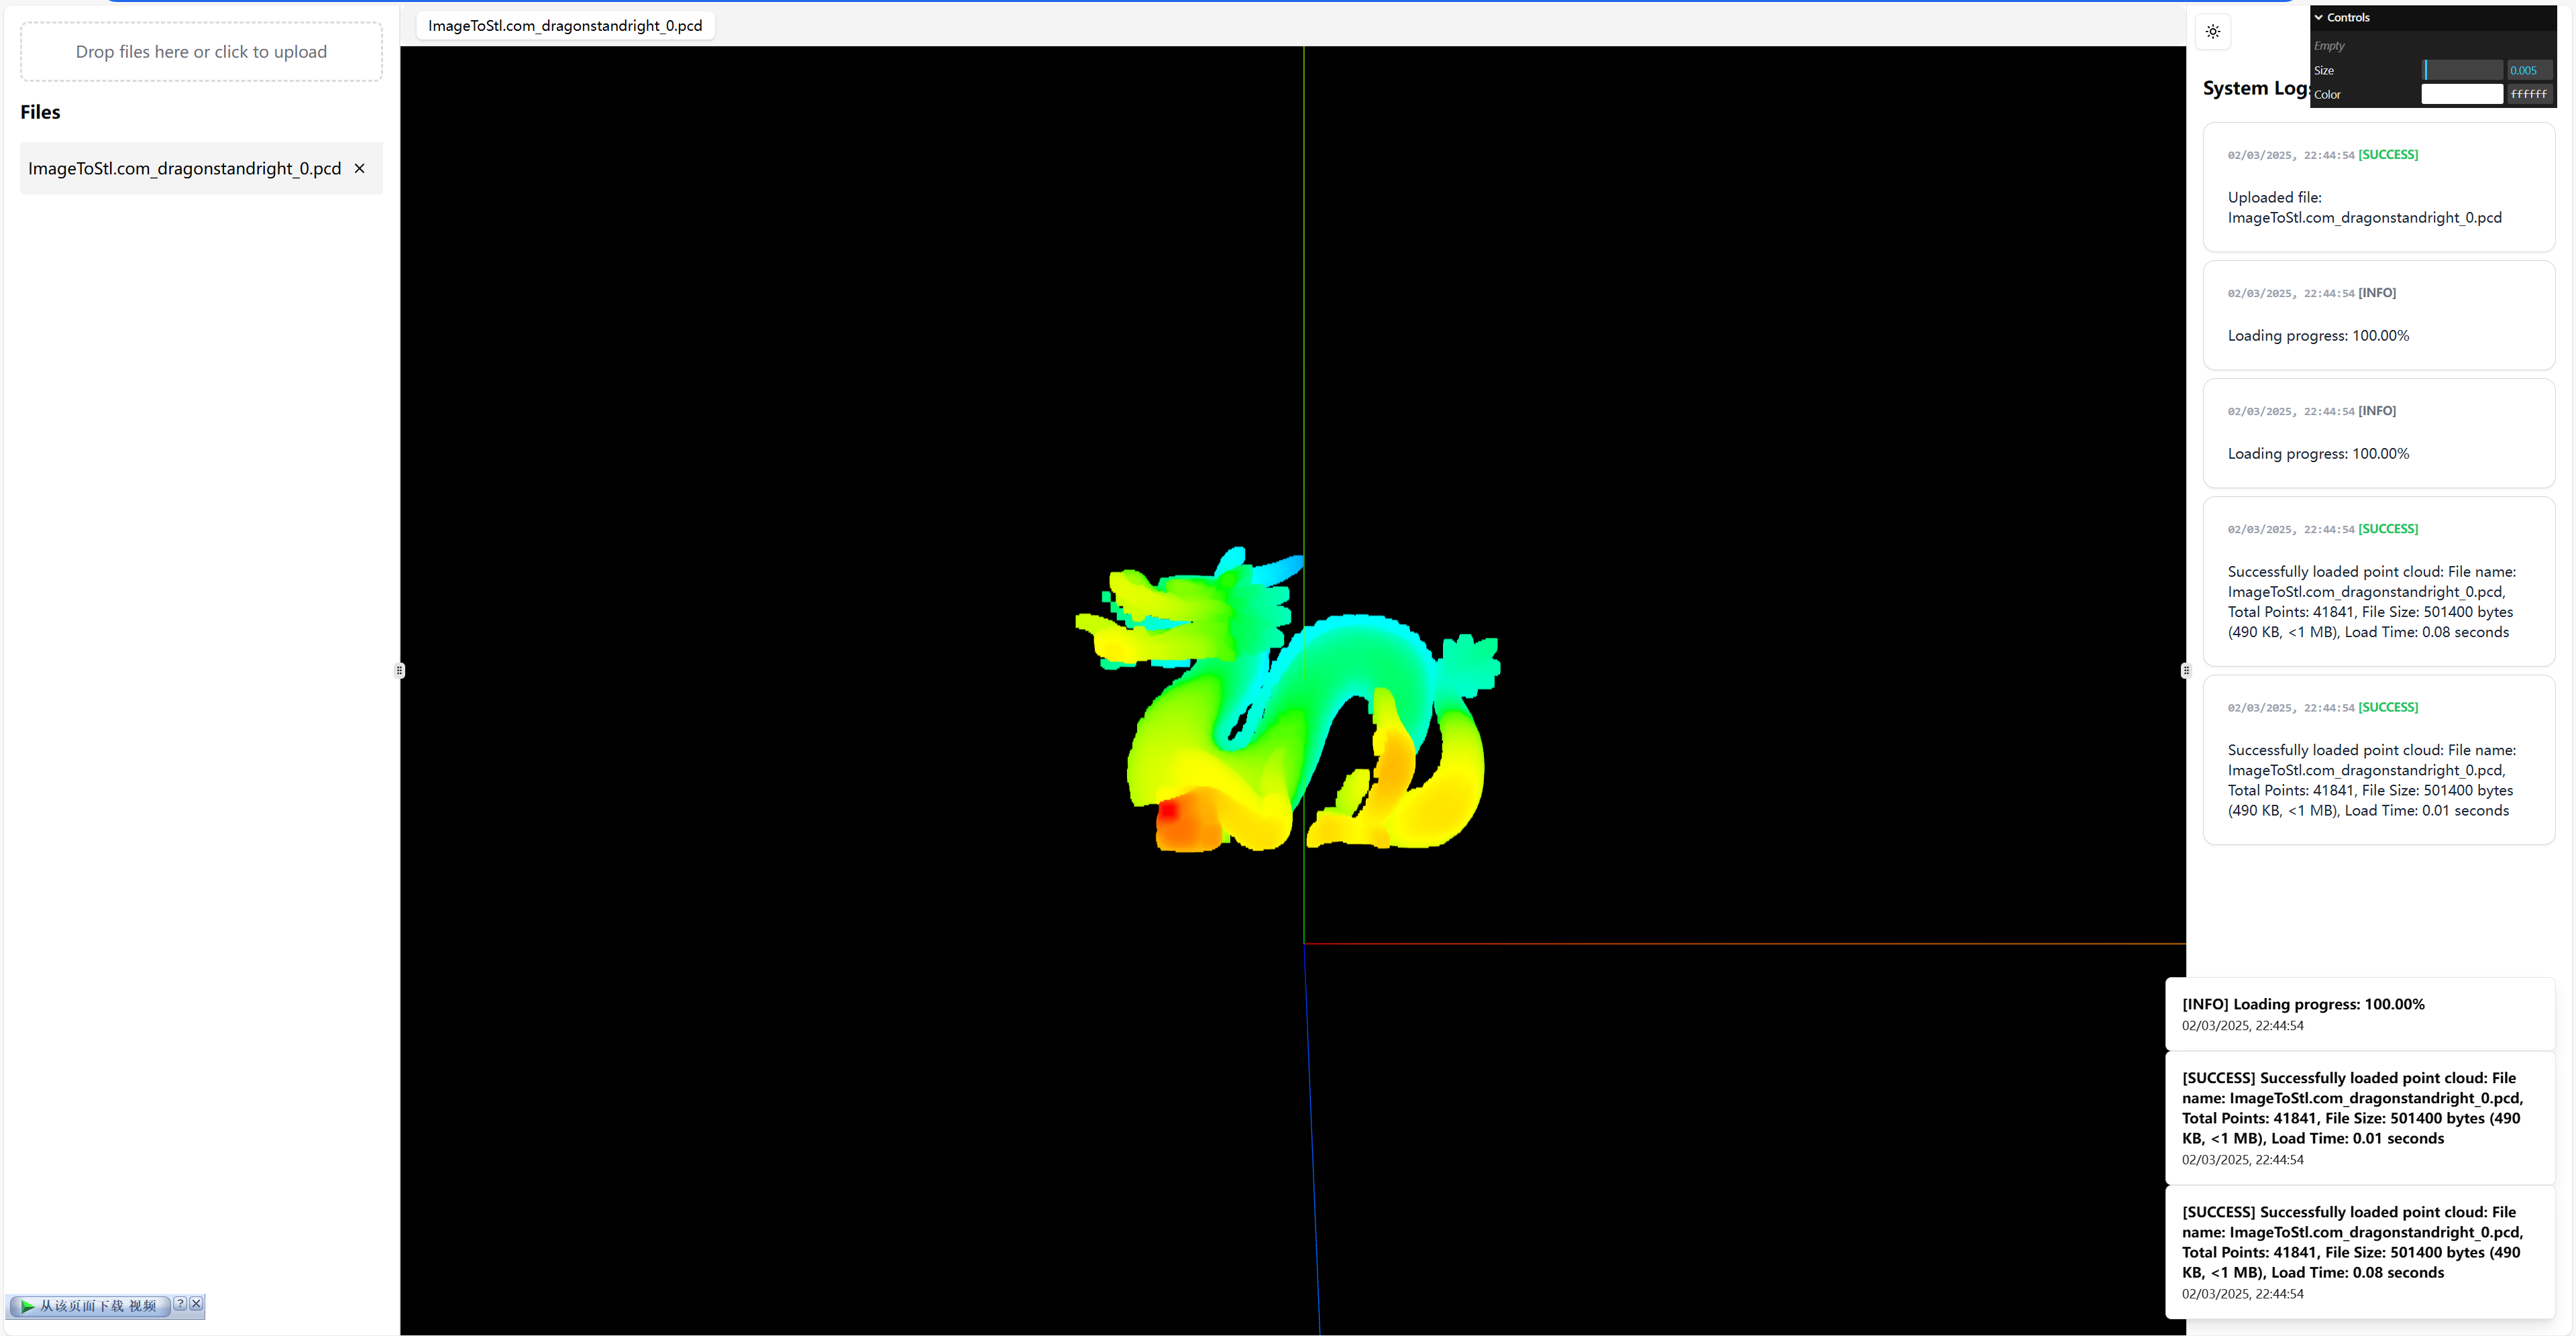 Drop files here or click to upload
Files
ImageToStl.com_dragonstandright_0.pcd
ImageToStl.com_dragonstandright_0.pcd
Controls
Empty
Size
0.005
Color
ffffff
System Log
02/03/2025, 22:44:54 [SUCCESS]
Uploaded file:
ImageToStl.com_dragonstandright_0.pcd
02/03/2025, 22:44:54 [INFO]
Loading progress: 100.00%
02/03/2025, 22:44:54 [INFO]
Loading progress: 100.00%
02/03/2025, 22:44:54 [SUCCESS]
Successfully loaded point cloud: File name:
ImageToStl.com_dragonstandright_0.pcd,
Total Points: 41841, File Size: 501400 bytes
(490 KB, <1 MB), Load Time: 0.08 seconds
02/03/2025, 22:44:54 [SUCCESS]
Successfully loaded point cloud: File name:
ImageToStl.com_dragonstandright_0.pcd,
Total Points: 41841, File Size: 501400 bytes
(490 KB, <1 MB), Load Time: 0.01 seconds
[INFO] Loading progress: 100.00%
02/03/2025, 22:44:54
[SUCCESS] Successfully loaded point cloud: File
name: ImageToStl.com_dragonstandright_0.pcd,
Total Points: 41841, File Size: 501400 bytes (490
KB, <1 MB), Load Time: 0.01 seconds
02/03/2025, 22:44:54
[SUCCESS] Successfully loaded point cloud: File
name: ImageToStl.com_dragonstandright_0.pcd,
Total Points: 41841, File Size: 501400 bytes (490
KB, <1 MB), Load Time: 0.08 seconds
02/03/2025, 22:44:54
从该页面下载 视频
?